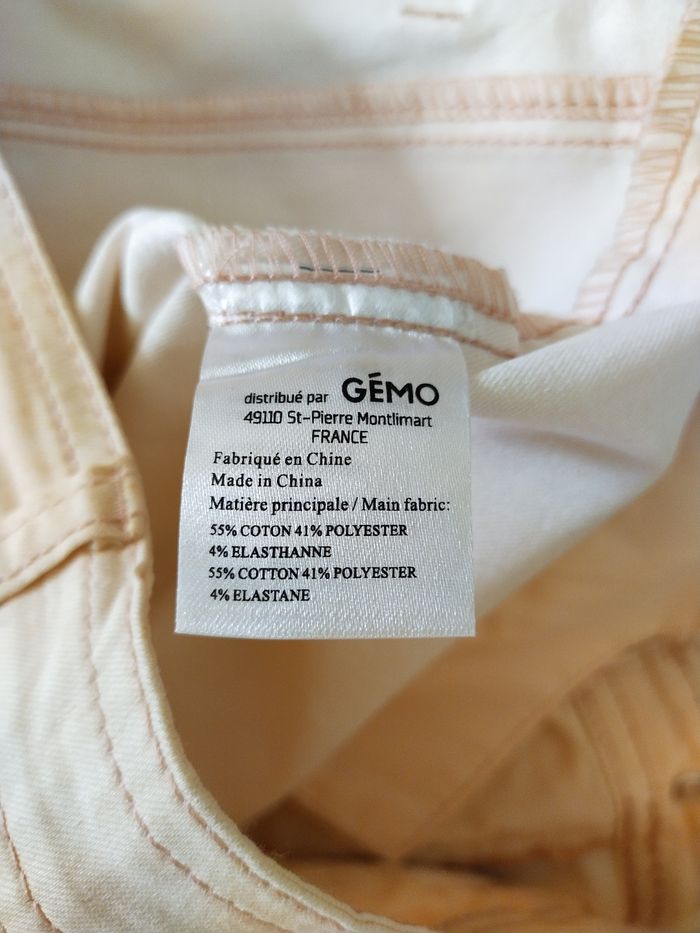 distribué par GÉMO
49110 St-Pierre Montlimart
FRANCE
Fabriqué en Chine
Made in China
Matière principale / Main fabric:
55% COTON 41% POLYESTER
4% ELASTHANNE
55% COTTON 41% POLYESTER
4% ELASTANE